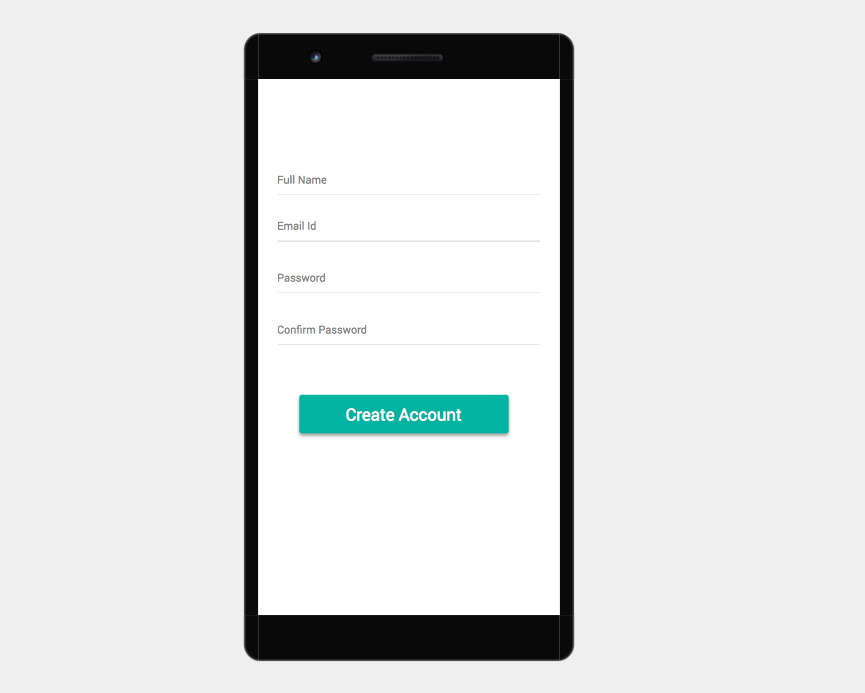 Full Name
Email Id
Password
Confirm Password
Create Account